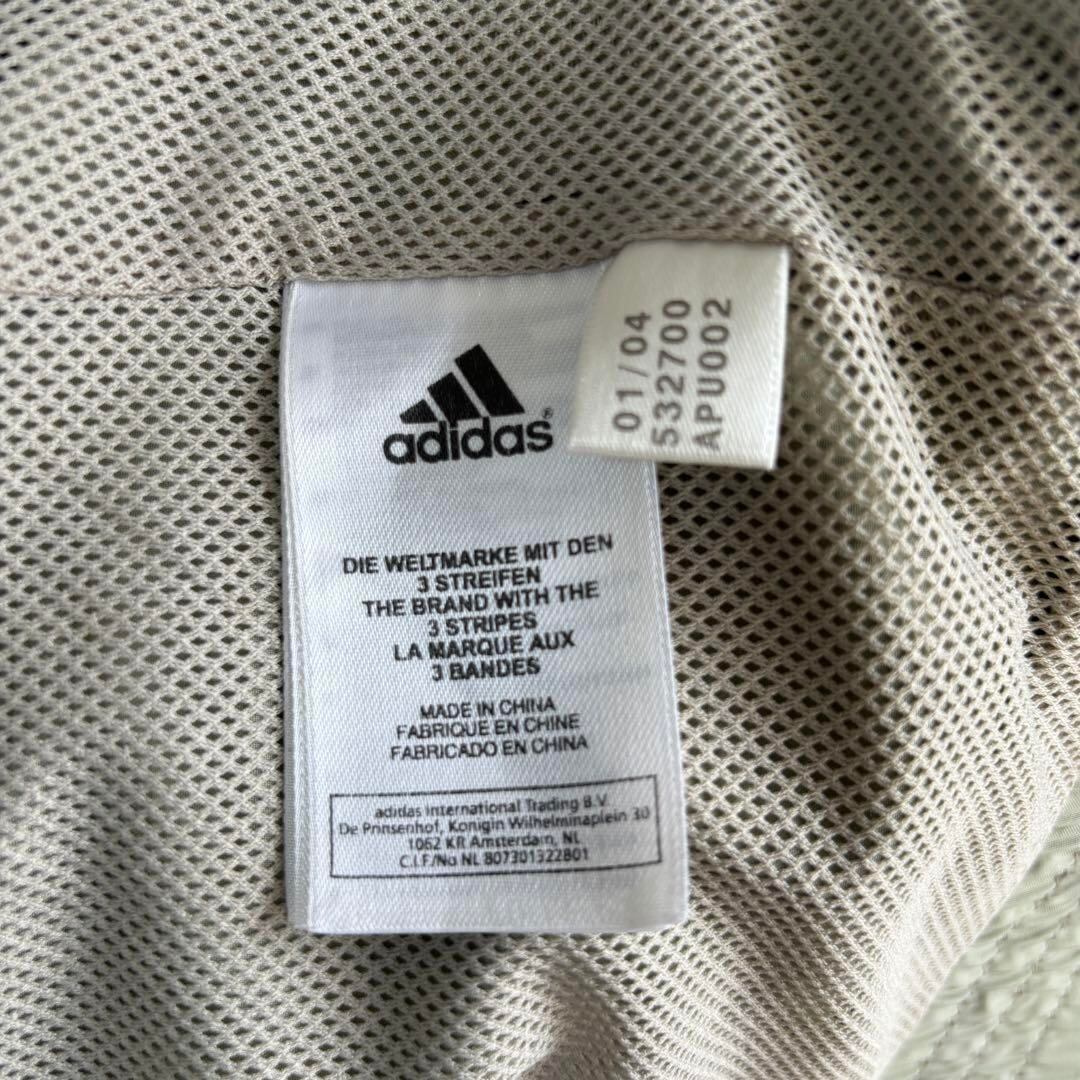 adidas®
DIE WELTMARKE MIT DEN
3 STREIFEN
THE BRAND WITH THE
3 STRIPES
LA MARQUE AUX
3 BANDES
MADE IN CHINA
FABRIQUE EN CHINE
FABRICADO EN CHINA
adidas International Trading B.V.
De Prinsenhof, Konigin Wilhelminaplein 30
1062 KR Amsterdam, NL
C.I.F/No NL 807301322801
01/04
532700
APU002